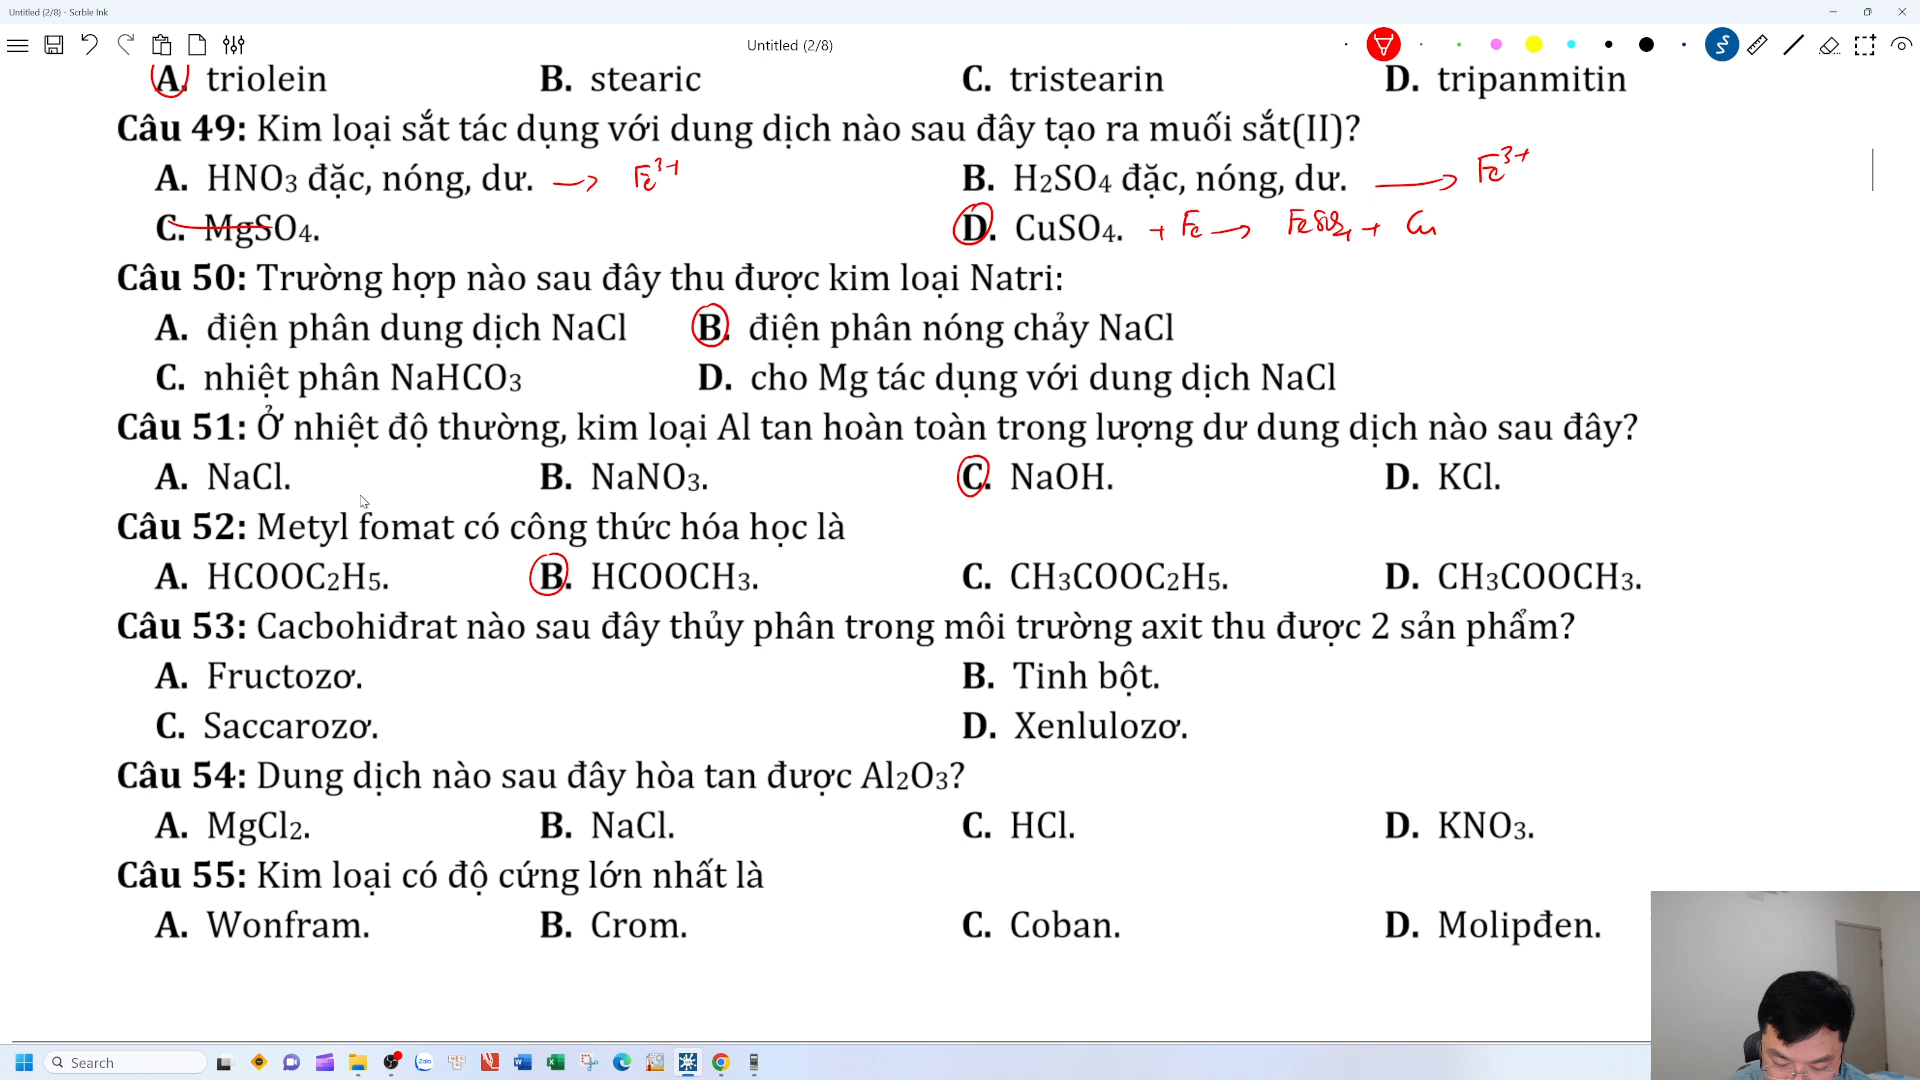 Untitled (2/8) - Scrble Ink
Untitled (2/8)
A. triolein B. stearic C. tristearin D. tripanmitin
Câu 49: Kim loại sắt tác dụng với dung dịch nào sau đây tạo ra muối sắt(II)?
A. HNO3 đặc, nóng, dư. → Fe³⁺ B. H2SO4 đặc, nóng, dư. → Fe³⁺
C. MgSO4. D. CuSO4. + Fe → FeSO4 + Cu
Câu 50: Trường hợp nào sau đây thu được kim loại Natri:
A. điện phân dung dịch NaCl B. điện phân nóng chảy NaCl
C. nhiệt phân NaHCO3 D. cho Mg tác dụng với dung dịch NaCl
Câu 51: Ở nhiệt độ thường, kim loại Al tan hoàn toàn trong lượng dư dung dịch nào sau đây?
A. NaCl. B. NaNO3. C. NaOH. D. KCl.
Câu 52: Metyl fomat có công thức hóa học là
A. HCOOC2H5. B. HCOOCH3. C. CH3COOC2H5. D. CH3COOCH3.
Câu 53: Cacbohiđrat nào sau đây thủy phân trong môi trường axit thu được 2 sản phẩm?
A. Fructozơ. B. Tinh bột.
C. Saccarozơ. D. Xenlulozơ.
Câu 54: Dung dịch nào sau đây hòa tan được Al2O3?
A. MgCl2. B. NaCl. C. HCl. D. KNO3.
Câu 55: Kim loại có độ cứng lớn nhất là
A. Wonfram. B. Crom. C. Coban. D. Molipđen.
Search
Zalo